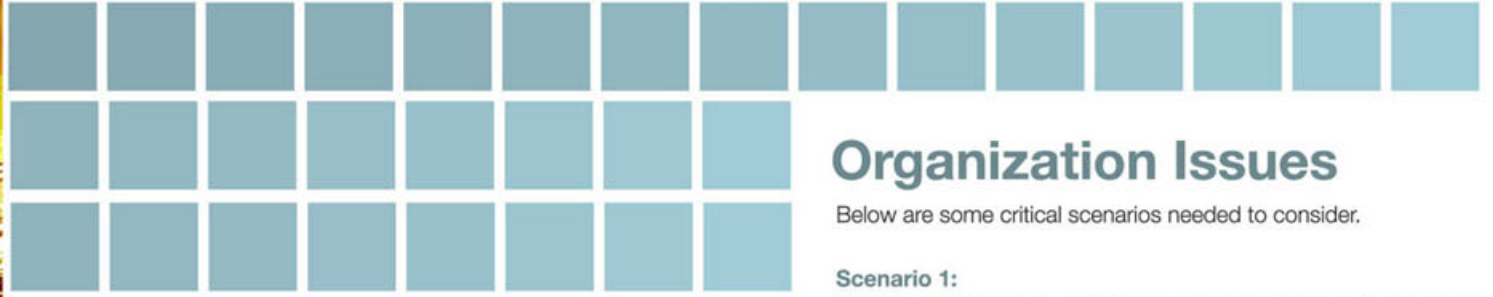 Organization Issues
Below are some critical scenarios needed to consider.
Scenario 1: